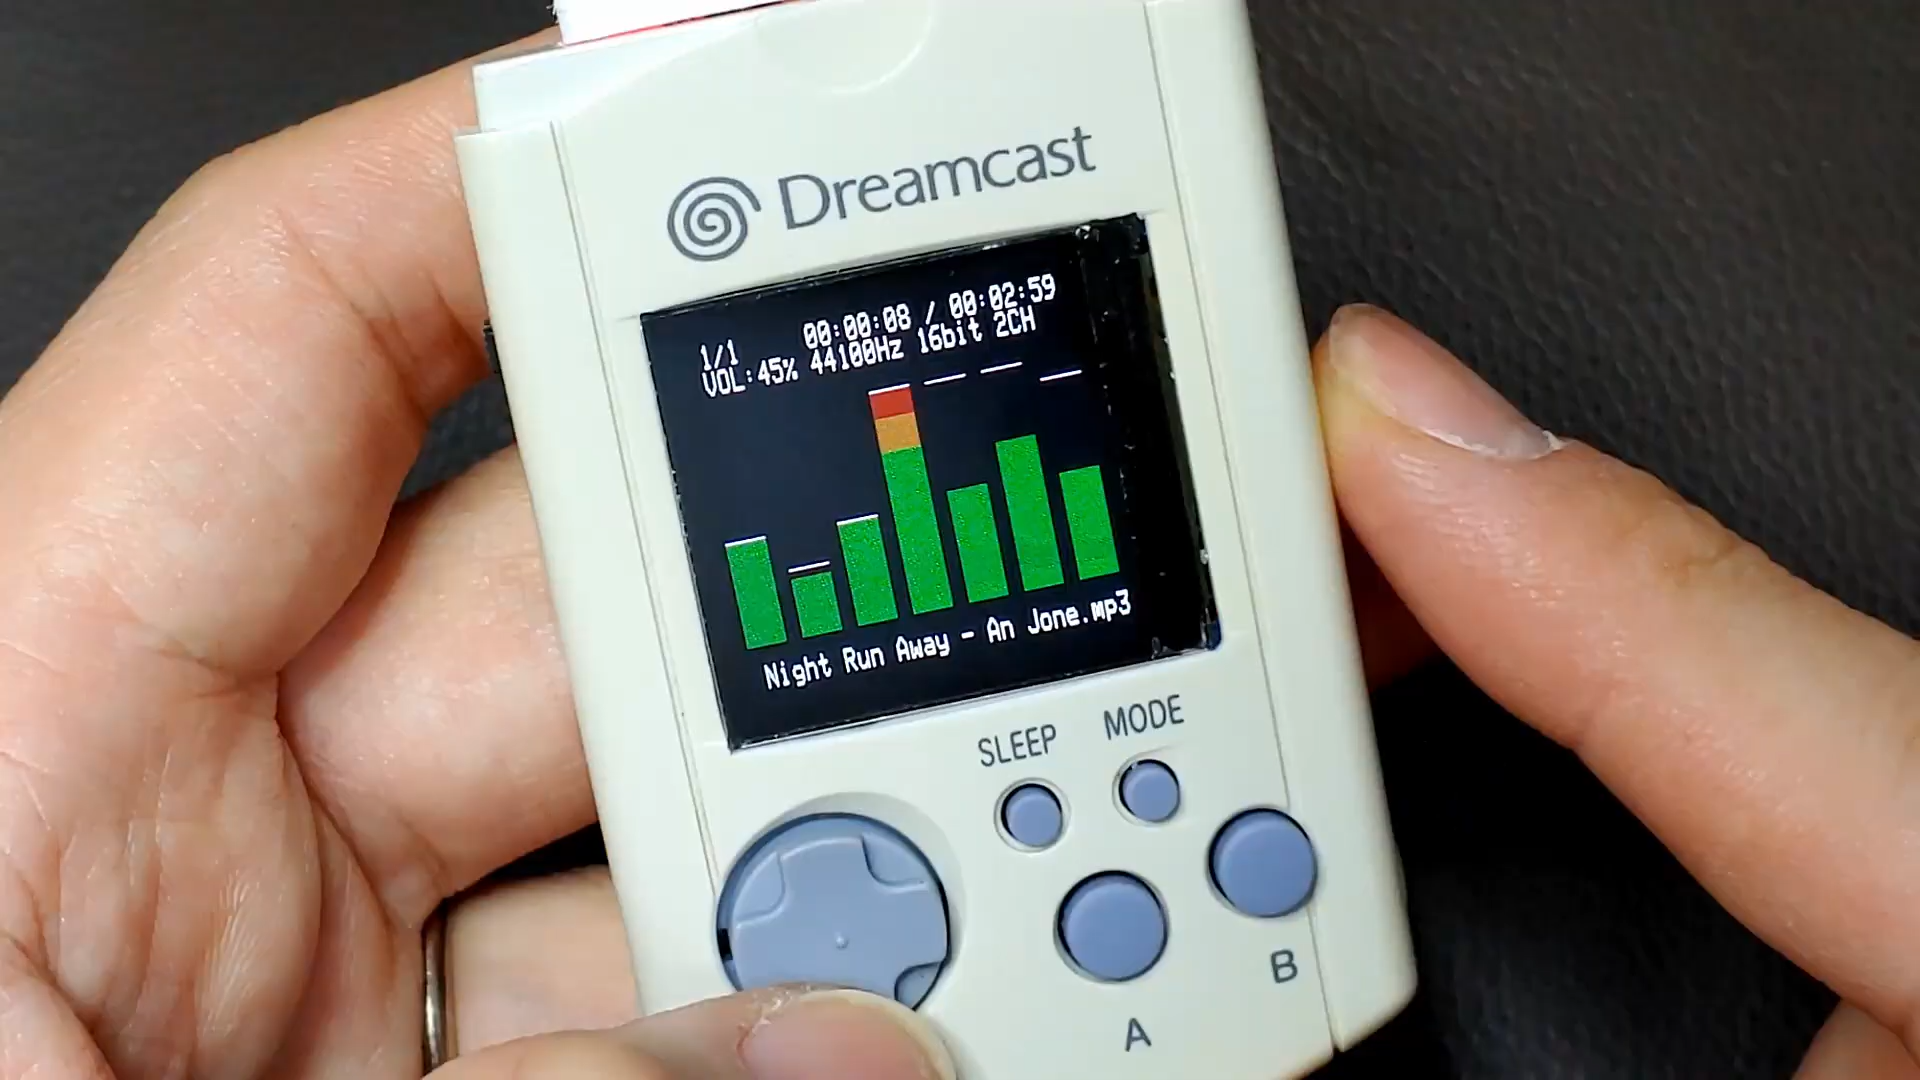 Dreamcast
1/1 00:00:08 / 00:02:59
VOL:45% 44100Hz 16bit 2CH
Night Run Away - An Jone.mp3
SLEEP MODE
B
A